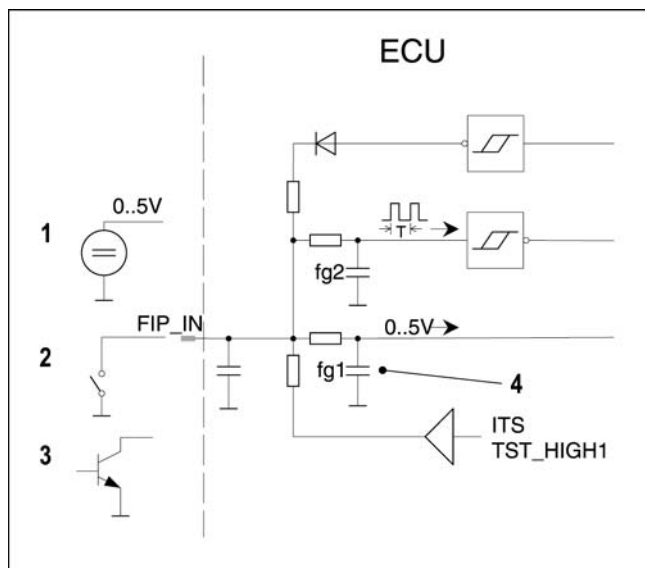 ECU
0..5V
1
T
fg2
FIP_IN
0..5V
2
fg1
4
ITS
TST_HIGH1
3